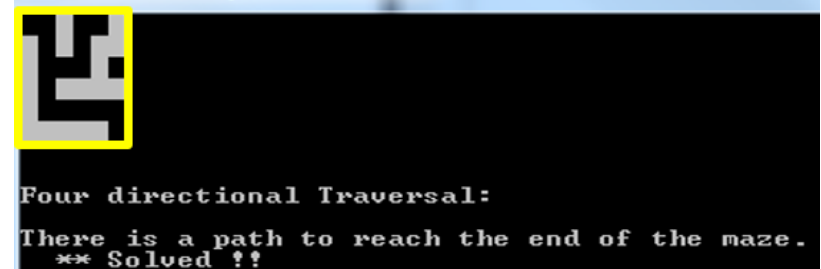 Four directional Traversal:
There is a path to reach the end of the maze.
** Solved !!